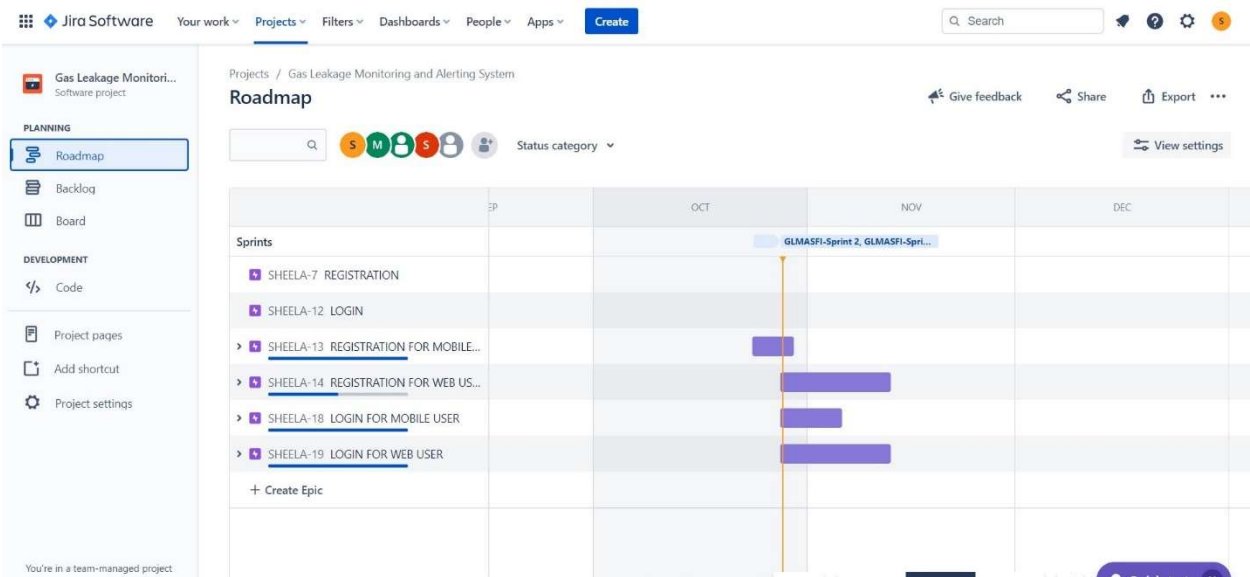 Jira Software Your work Projects Filters Dashboards People Apps Create Search S
Gas Leakage Monitori...
Software project
PLANNING
Roadmap
Backlog
Board
DEVELOPMENT
Code
Project pages
Add shortcut
Project settings
You're in a team-managed project
Projects / Gas Leakage Monitoring and Alerting System
Roadmap
Give feedback Share Export
S M S Status category View settings
EP OCT NOV DEC
Sprints GLMASFI-Sprint 2, GLMASFI-Spri...
SHEELA-7 REGISTRATION
SHEELA-12 LOGIN
SHEELA-13 REGISTRATION FOR MOBILE...
SHEELA-14 REGISTRATION FOR WEB US...
SHEELA-18 LOGIN FOR MOBILE USER
SHEELA-19 LOGIN FOR WEB USER
+ Create Epic